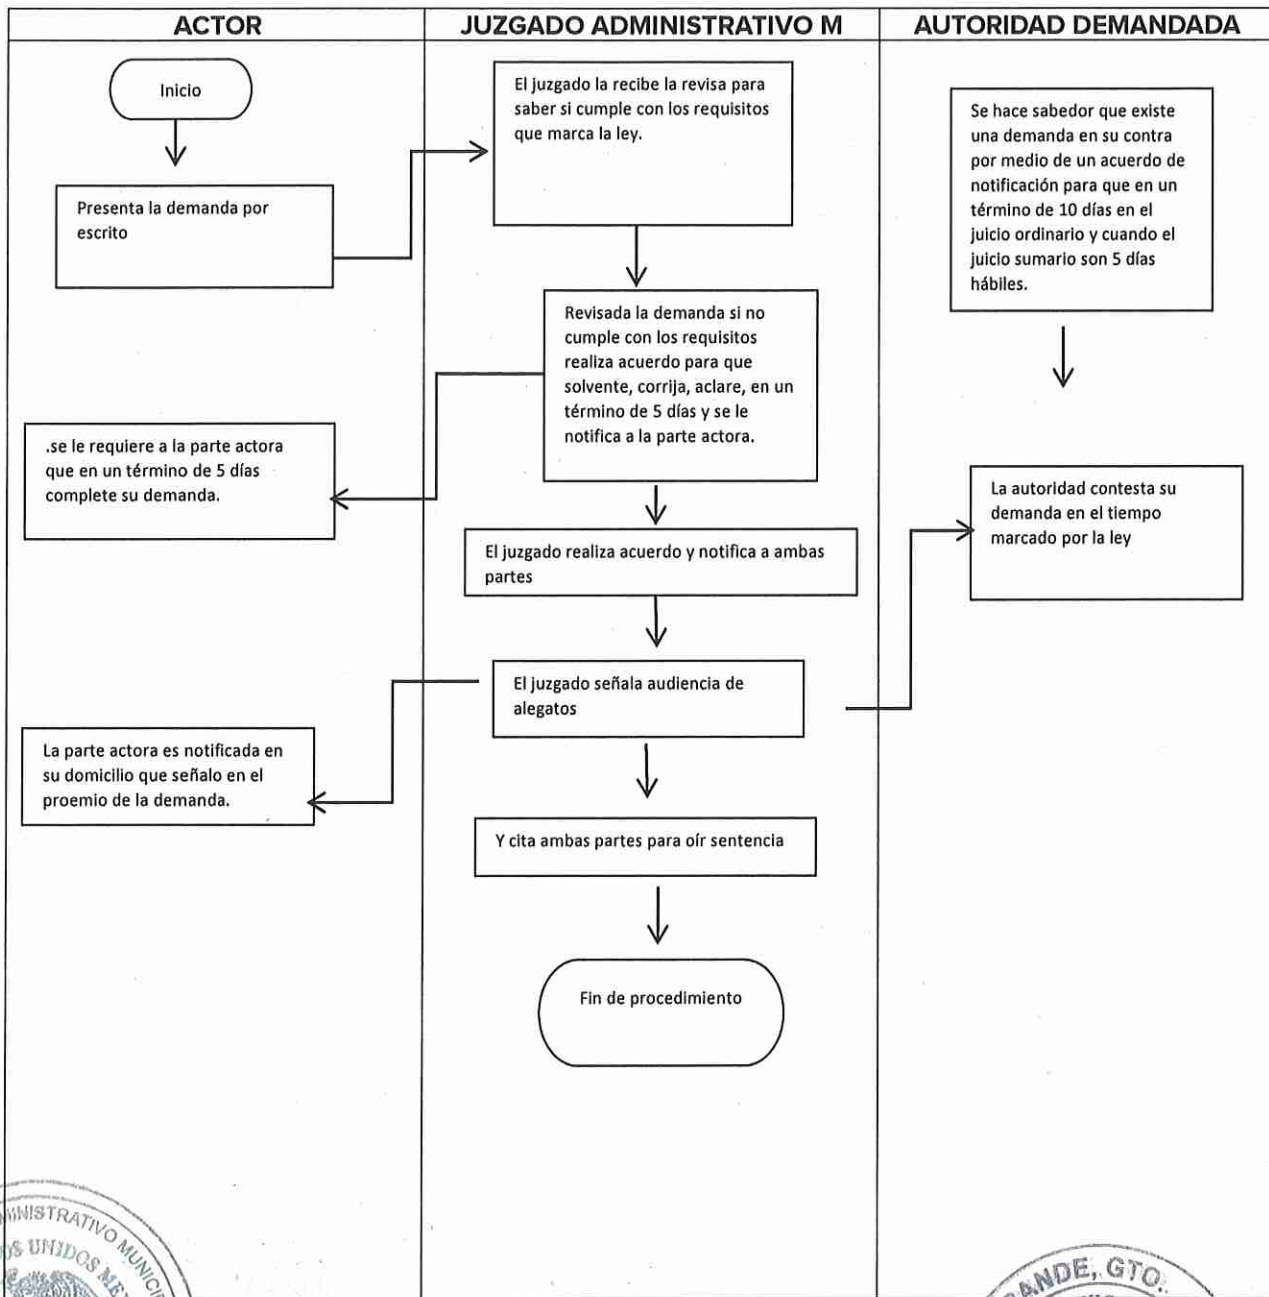 ACTOR
JUZGADO ADMINISTRATIVO M
AUTORIDAD DEMANDADA
Inicio
Presenta la demanda por
escrito
.se le requiere a la parte actora
que en un término de 5 días
complete su demanda.
La parte actora es notificada en
su domicilio que señalo en el
proemio de la demanda.
El juzgado la recibe la revisa para
saber si cumple con los requisitos
que marca la ley.
Revisada la demanda si no
cumple con los requisitos
realiza acuerdo para que
solvente, corrija, aclare, en un
término de 5 días y se le
notifica a la parte actora.
El juzgado realiza acuerdo y notifica a ambas
partes
El juzgado señala audiencia de
alegatos
Y cita ambas partes para oír sentencia
Fin de procedimiento
Se hace sabedor que existe
una demanda en su contra
por medio de un acuerdo de
notificación para que en un
término de 10 días en el
juicio ordinario y cuando el
juicio sumario son 5 días
hábiles.
La autoridad contesta su
demanda en el tiempo
marcado por la ley
MINISTRATIVO MUNICIP
OS UNIDOS ME
ANDE, GTO.